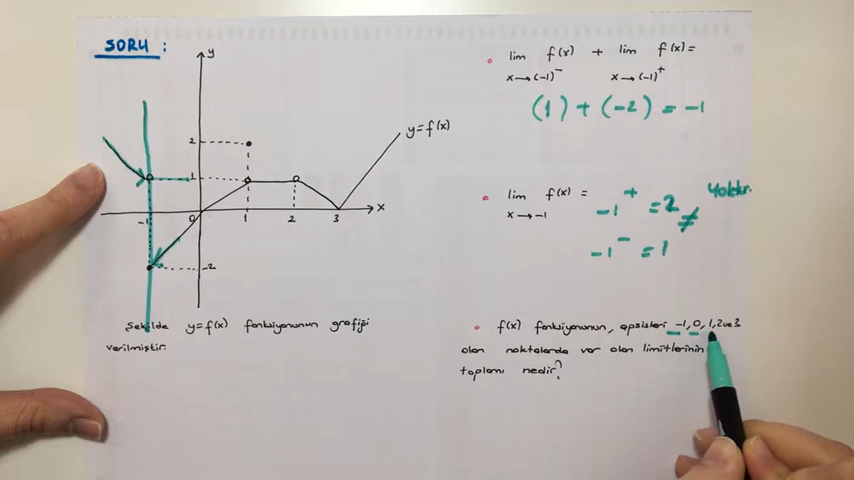 SORU :
y
2
1
-1
0
1
2
3
x
-2
y=f(x)
Şekilde y=f(x) fonksiyonunun grafiği
verilmiştir.
lim f(x) + lim f(x)=
x→(-1)⁻ x→(-1)⁺
(1) + (-2) = -1
lim f(x) =
x→-1
-1⁺ = 2 ≠ Yoktur.
-1⁻ = 1
f(x) fonksiyonunun, apsisleri -1, 0, 1, 2 ve 3
olan noktalarda var olan limitlerinin
toplamı nedir?